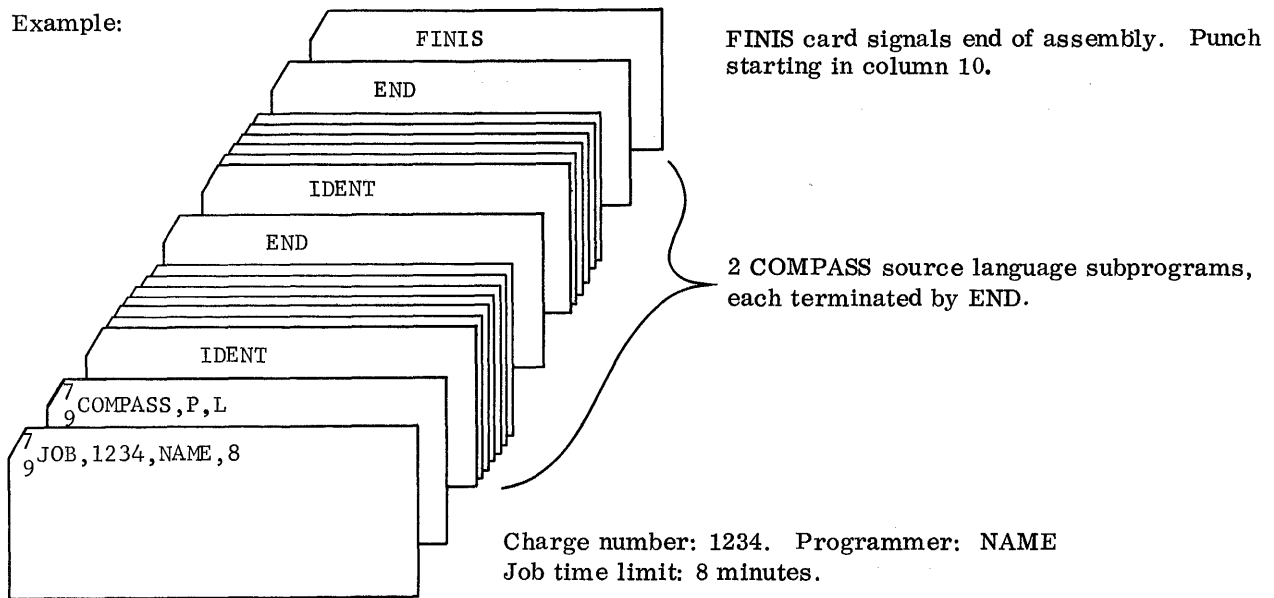 Example:
FINIS
FINIS card signals end of assembly. Punch
starting in column 10.
END
IDENT
END
2 COMPASS source language subprograms,
each terminated by END.
IDENT
7
9COMPASS,P,L
7
9JOB,1234,NAME,8
Charge number: 1234. Programmer: NAME
Job time limit: 8 minutes.